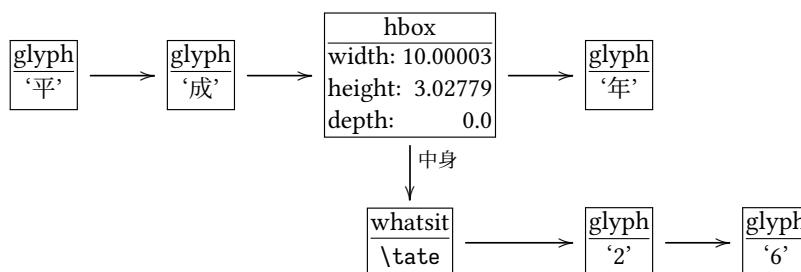 glyph
‘平’
glyph
‘成’
hbox
width: 10.00003
height: 3.02779
depth: 0.0
glyph
‘年’
中身
whatsit
\tate
glyph
‘2’
glyph
‘6’